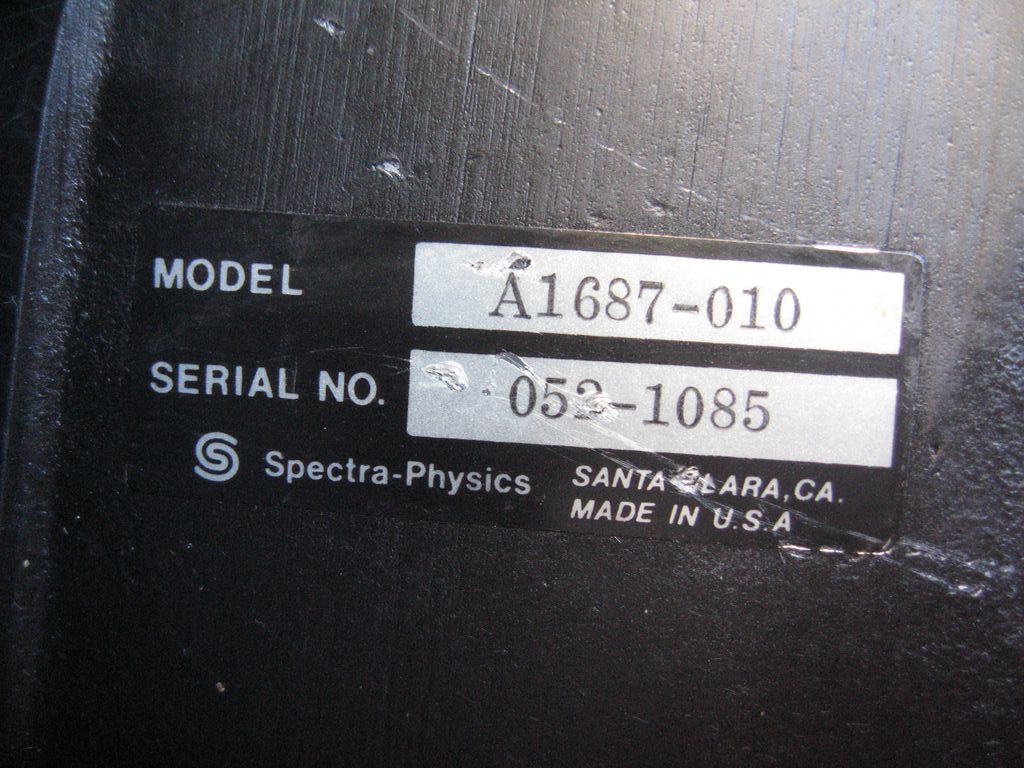 MODEL A1687-010
SERIAL NO. 052-1085
Spectra-Physics SANTA CLARA, CA.
MADE IN U.S.A